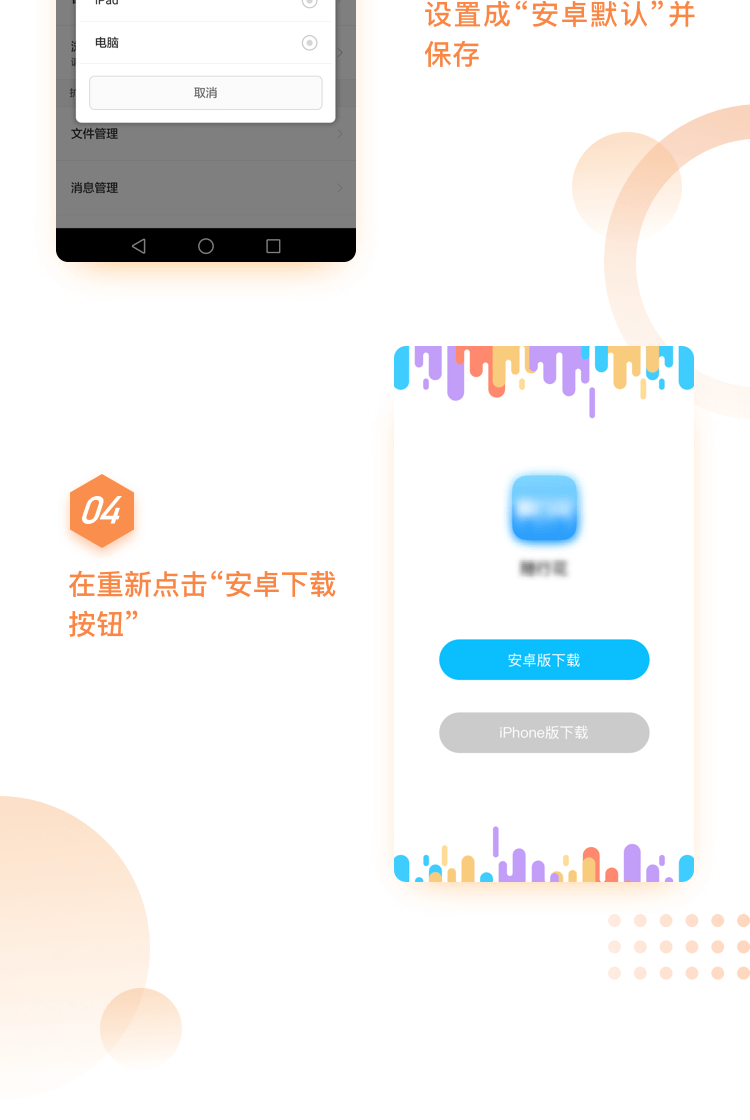 iPad
电脑
取消
文件管理
消息管理
设置成“安卓默认”并
保存
04
在重新点击“安卓下载
按钮”
安卓版下载
iPhone版下载